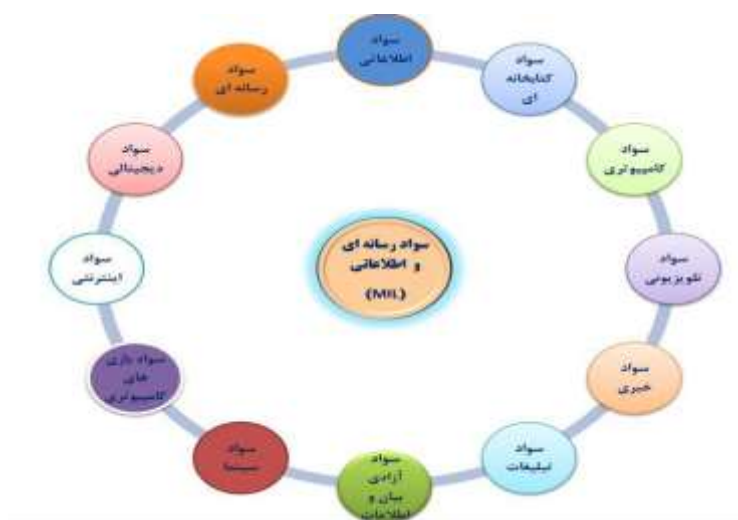 سواد
اطلاعاتی
سواد
کتابخانه
ای
سواد
کامپیوتری
سواد
تلویزیونی
سواد
خبری
سواد
تبلیغات
سواد
آزادی
بیان و
اطلاعات
سواد
سینما
سواد بازی
های
کامپیوتری
سواد
اینترنتی
سواد
دیجیتالی
سواد
رسانه ای
سواد رسانه ای
و اطلاعاتی
(MIL)